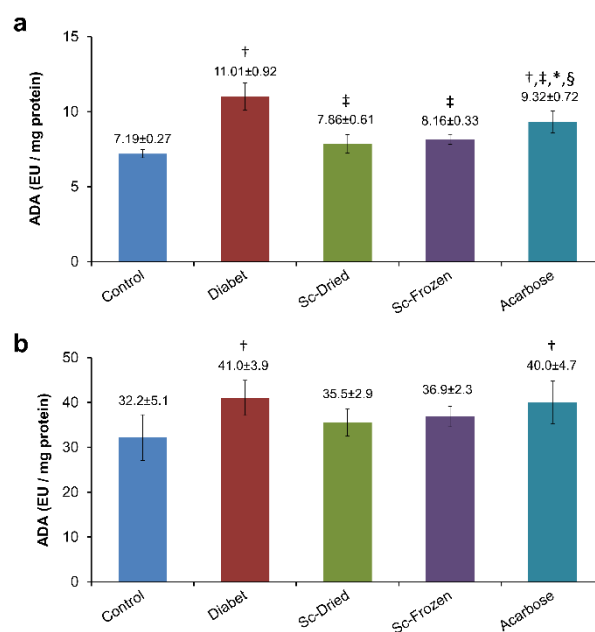 a
ADA (EU / mg protein)
15
10
5
0
7.19±0.27
†
11.01±0.92
‡
7.86±0.61
‡
8.16±0.33
†,‡,*,§
9.32±0.72
Control
Diabet
Sc-Dried
Sc-Frozen
Acarbose
b
ADA (EU / mg protein)
50
40
30
20
10
0
32.2±5.1
†
41.0±3.9
35.5±2.9
36.9±2.3
†
40.0±4.7
Control
Diabet
Sc-Dried
Sc-Frozen
Acarbose